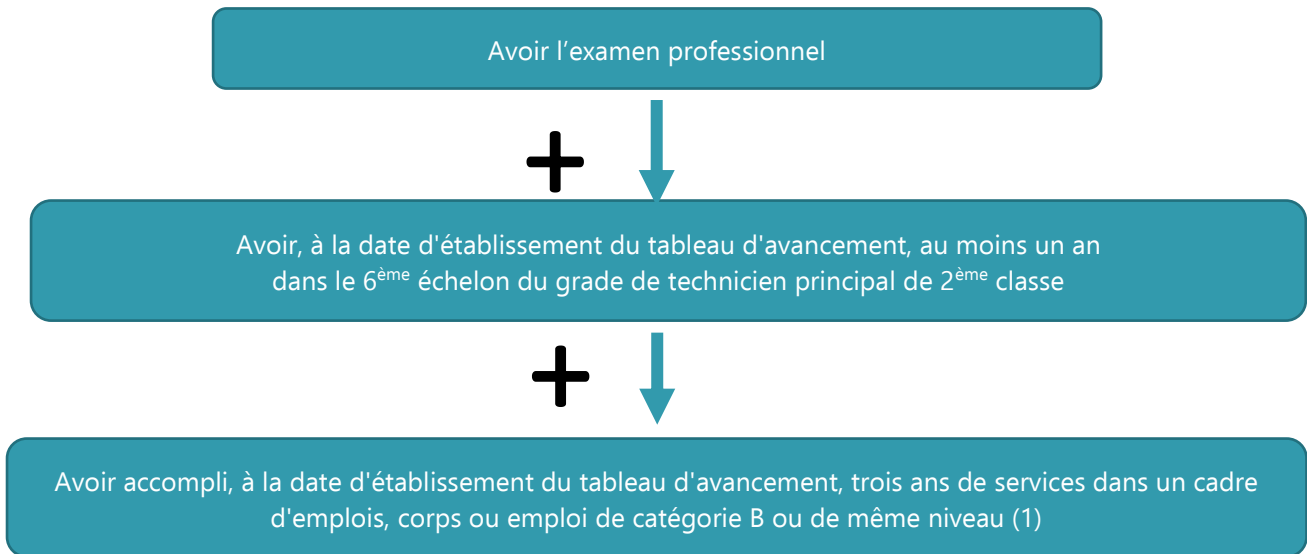 Avoir l’examen professionnel
Avoir, à la date d'établissement du tableau d'avancement, au moins un an
dans le 6ème échelon du grade de technicien principal de 2ème classe
Avoir accompli, à la date d'établissement du tableau d'avancement, trois ans de services dans un cadre
d'emplois, corps ou emploi de catégorie B ou de même niveau (1)